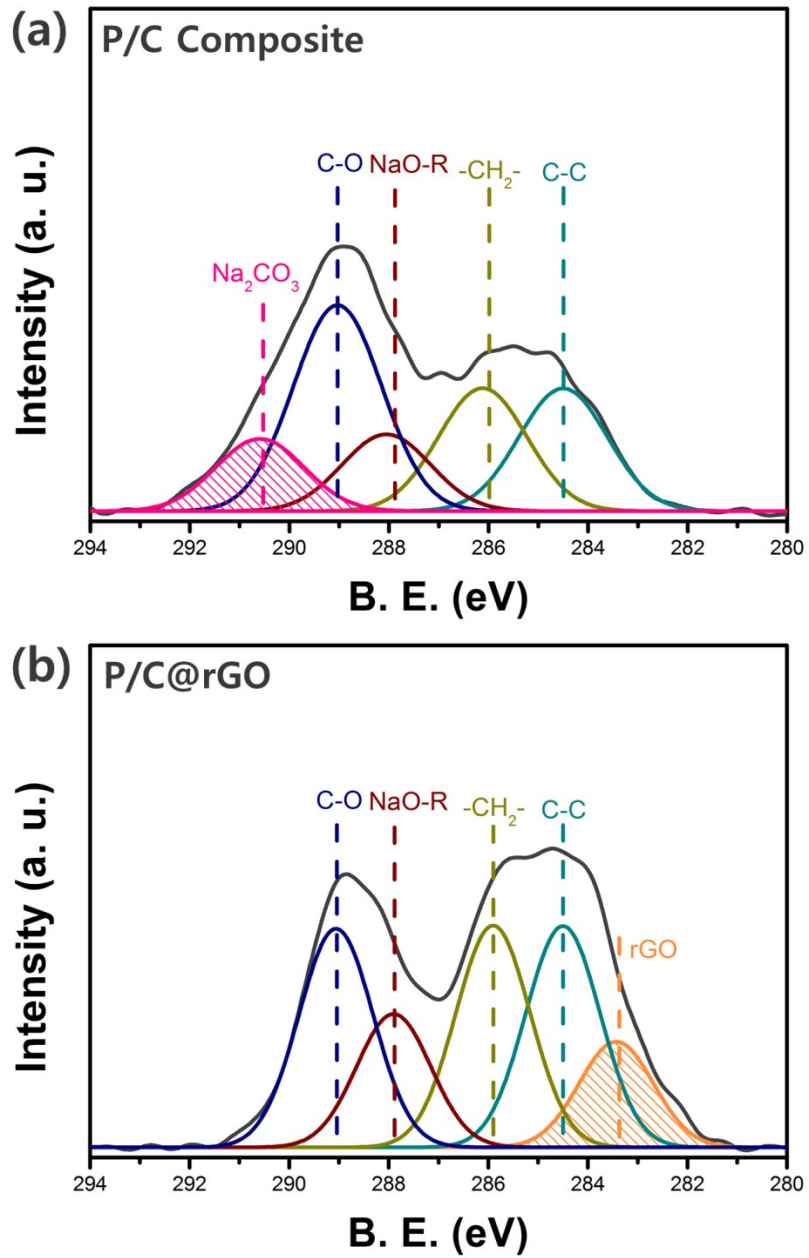 (a)
P/C Composite
C-O
NaO-R
-CH₂-
C-C
Na₂CO₃
Intensity (a. u.)
294
292
290
288
286
284
282
280
B. E. (eV)
(b)
P/C@rGO
C-O
NaO-R
-CH₂-
C-C
rGO
Intensity (a. u.)
294
292
290
288
286
284
282
280
B. E. (eV)